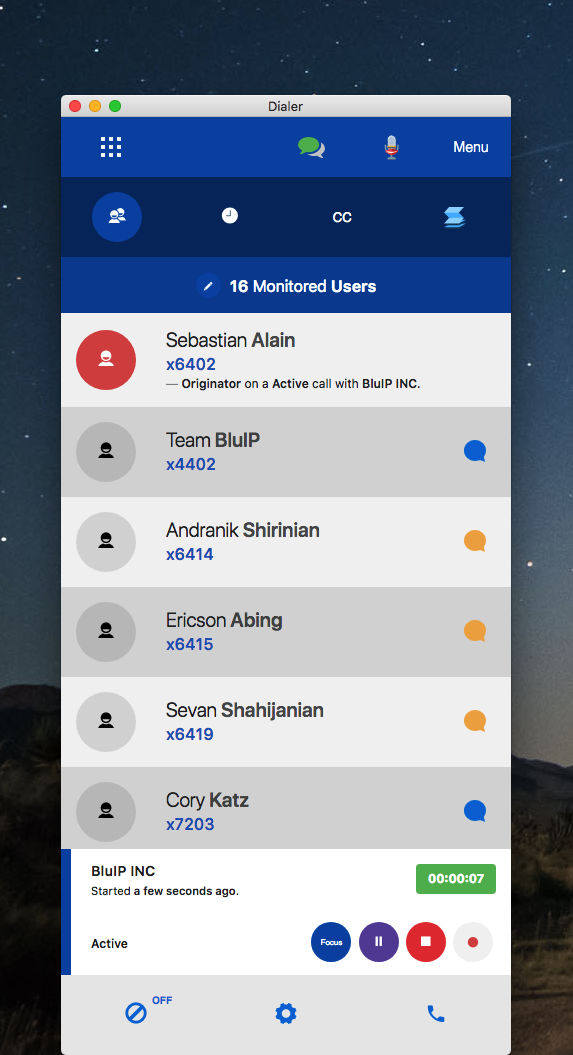 Dialer
Menu
CC
16 Monitored Users
Sebastian Alain
x6402
— Originator on a Active call with BluIP INC.
Team BluIP
x4402
Andranik Shirinian
x6414
Ericson Abing
x6415
Sevan Shahijanian
x6419
Cory Katz
x7203
BluIP INC
00:00:07
Started a few seconds ago.
Active
Focus
OFF